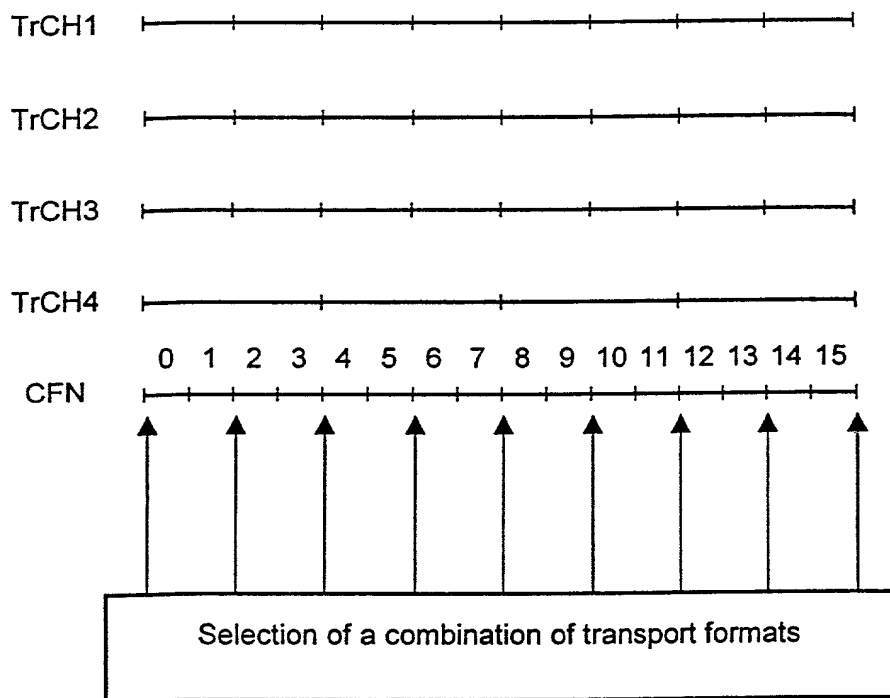 TrCH1
TrCH2
TrCH3
TrCH4
0 1 2 3 4 5 6 7 8 9 10 11 12 13 14 15
CFN
Selection of a combination of transport formats